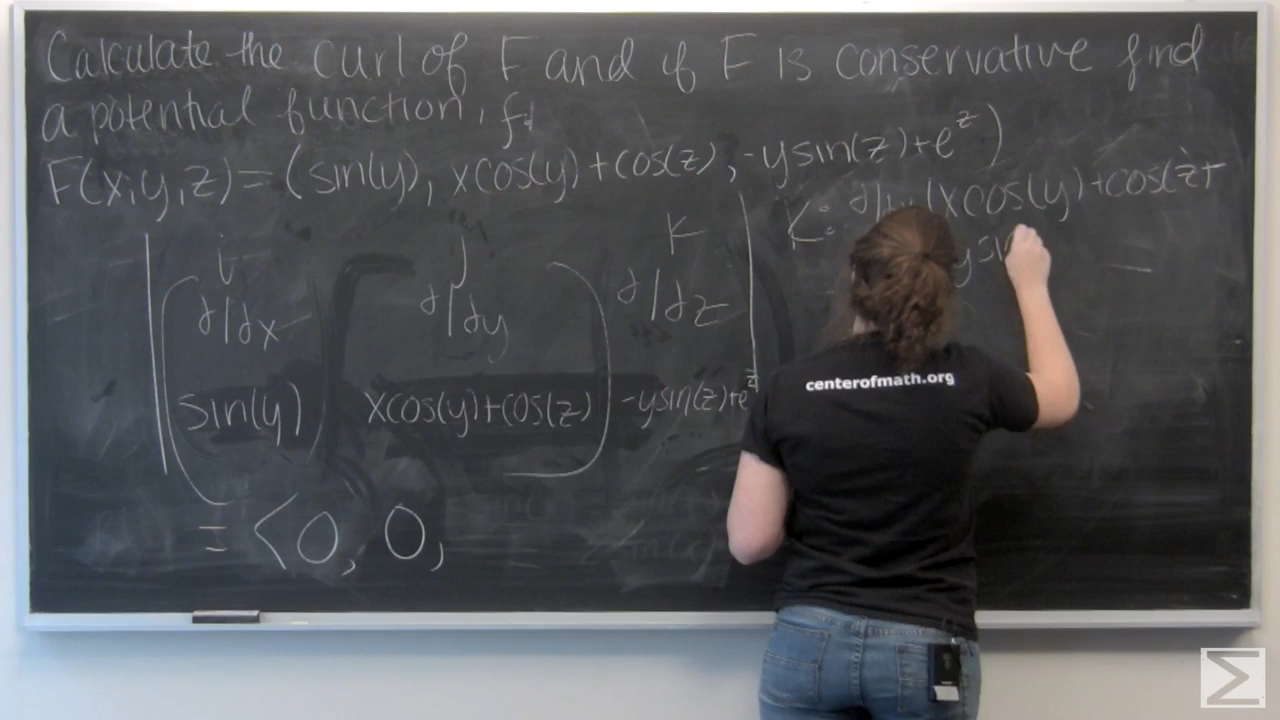 Calculate the curl of F and if F is conservative find
a potential function, f.
F(x,y,z)=(sin(y), xcos(y)+cos(z), -ysin(z)+e^z)
i j K
∂/∂x ∂/∂y ∂/∂z
sin(y) xcos(y)+cos(z) -ysin(z)+e^z
= <0, 0,
K: (xcos(y)+cos(z)+
ysin
centerofmath.org
Σ